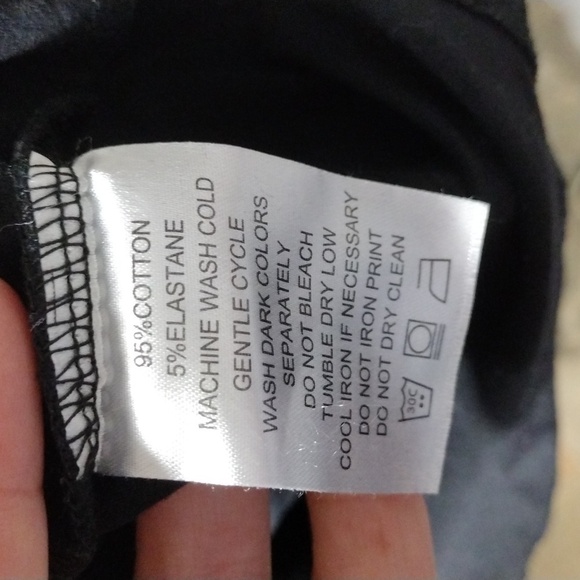 95%COTTON
5%ELASTANE
MACHINE WASH COLD
GENTLE CYCLE
WASH DARK COLORS
SEPARATELY
DO NOT BLEACH
TUMBLE DRY LOW
COOL IRON IF NECESSARY
DO NOT IRON PRINT
DO NOT DRY CLEAN
30C